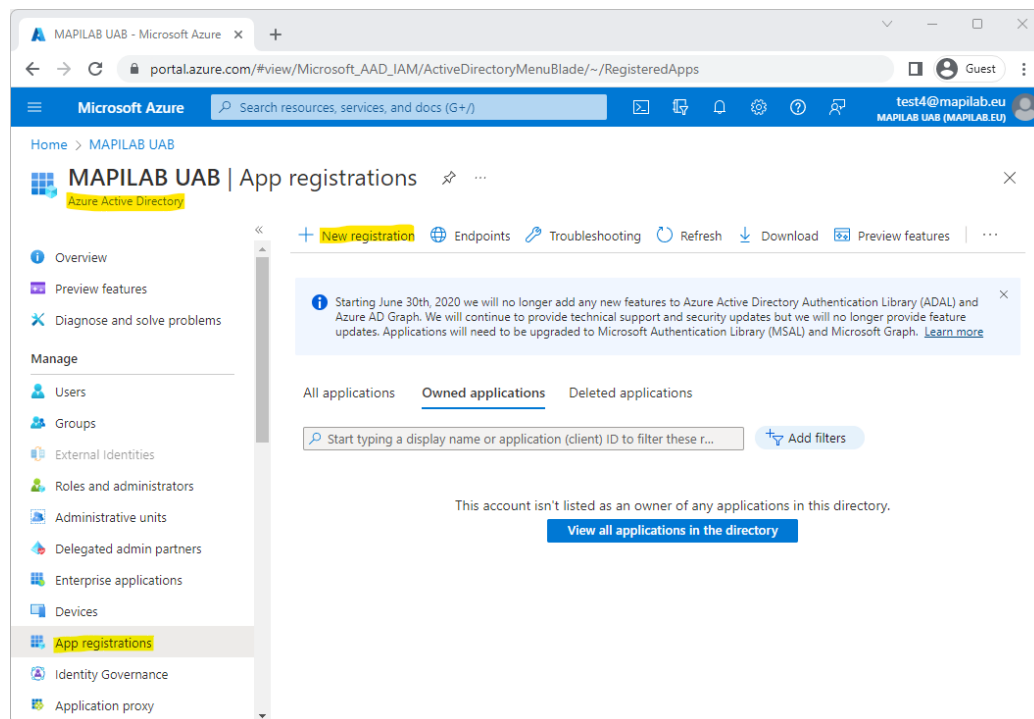 MAPILAB UAB - Microsoft Azure
portal.azure.com/#view/Microsoft_AAD_IAM/ActiveDirectoryMenuBlade/~/RegisteredApps
Guest
Microsoft Azure
Search resources, services, and docs (G+/)
test4@mapilab.eu
MAPILAB UAB (MAPILAB.EU)
Home > MAPILAB UAB
MAPILAB UAB | App registrations
Azure Active Directory
New registration
Endpoints
Troubleshooting
Refresh
Download
Preview features
Overview
Preview features
Diagnose and solve problems
Manage
Users
Groups
External Identities
Roles and administrators
Administrative units
Delegated admin partners
Enterprise applications
Devices
App registrations
Identity Governance
Application proxy
Starting June 30th, 2020 we will no longer add any new features to Azure Active Directory Authentication Library (ADAL) and
Azure AD Graph. We will continue to provide technical support and security updates but we will no longer provide feature
updates. Applications will need to be upgraded to Microsoft Authentication Library (MSAL) and Microsoft Graph. Learn more
All applications
Owned applications
Deleted applications
Start typing a display name or application (client) ID to filter these r...
Add filters
This account isn't listed as an owner of any applications in this directory.
View all applications in the directory